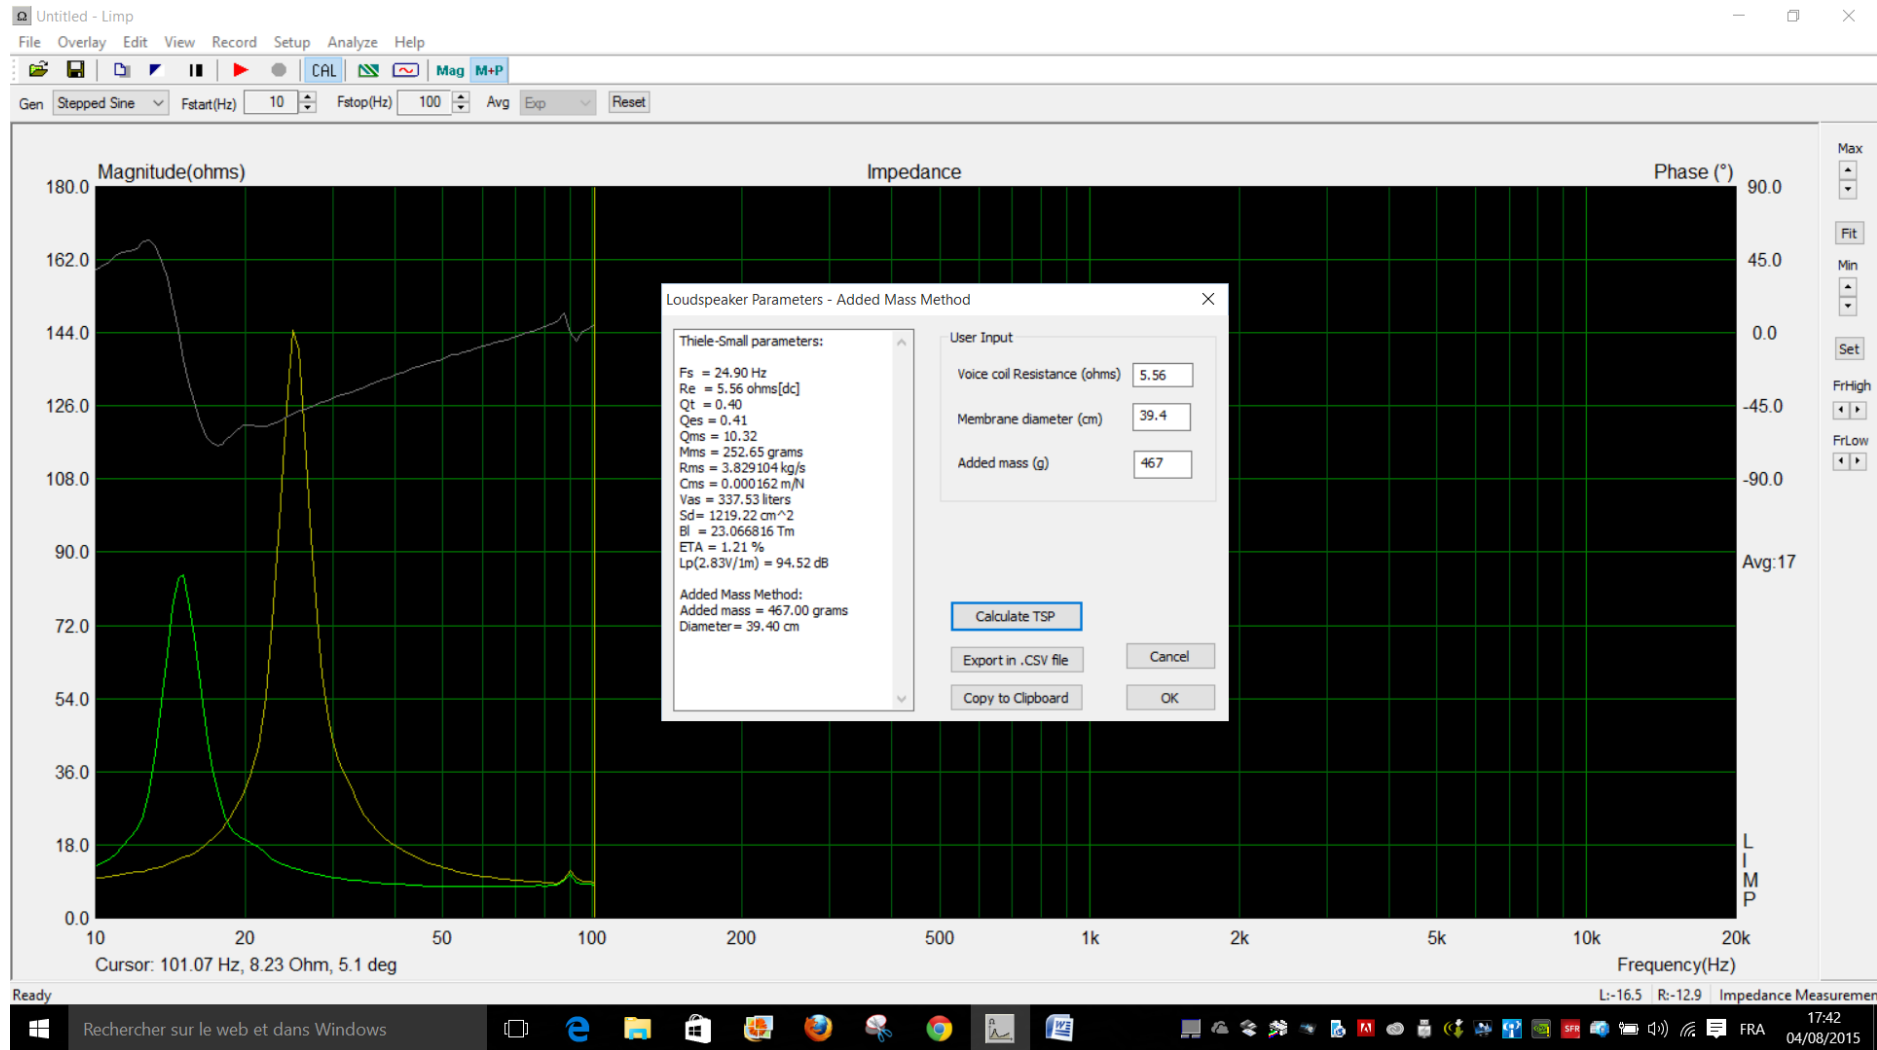 Untitled - Limp
File Overlay Edit View Record Setup Analyze Help
CAL Mag M+P
Gen Stepped Sine Fstart(Hz) 10 Fstop(Hz) 100 Avg Exp Reset
Magnitude(ohms) Impedance Phase (°)
180.0 90.0
162.0 45.0
144.0 0.0
126.0 -45.0
108.0 -90.0
90.0
72.0
54.0
36.0
18.0
0.0
10 20 50 100 200 500 1k 2k 5k 10k 20k
Cursor: 101.07 Hz, 8.23 Ohm, 5.1 deg
Frequency(Hz)
Avg:17
L
I
M
P
Max
Fit
Min
Set
FrHigh
FrLow
Loudspeaker Parameters - Added Mass Method
Thiele-Small parameters:
Fs = 24.90 Hz
Re = 5.56 ohms[dc]
Qt = 0.40
Qes = 0.41
Qms = 10.32
Mms = 252.65 grams
Rms = 3.829104 kg/s
Cms = 0.000162 m/N
Vas = 337.53 liters
Sd= 1219.22 cm^2
Bl = 23.066816 Tm
ETA = 1.21 %
Lp(2.83V/1m) = 94.52 dB
Added Mass Method:
Added mass = 467.00 grams
Diameter= 39.40 cm
User Input
Voice coil Resistance (ohms) 5.56
Membrane diameter (cm) 39.4
Added mass (g) 467
Calculate TSP
Export in .CSV file
Cancel
Copy to Clipboard
OK
Ready
L:-16.5 R:-12.9 Impedance Measuremen
Rechercher sur le web et dans Windows
SFR
FRA
17:42
04/08/2015